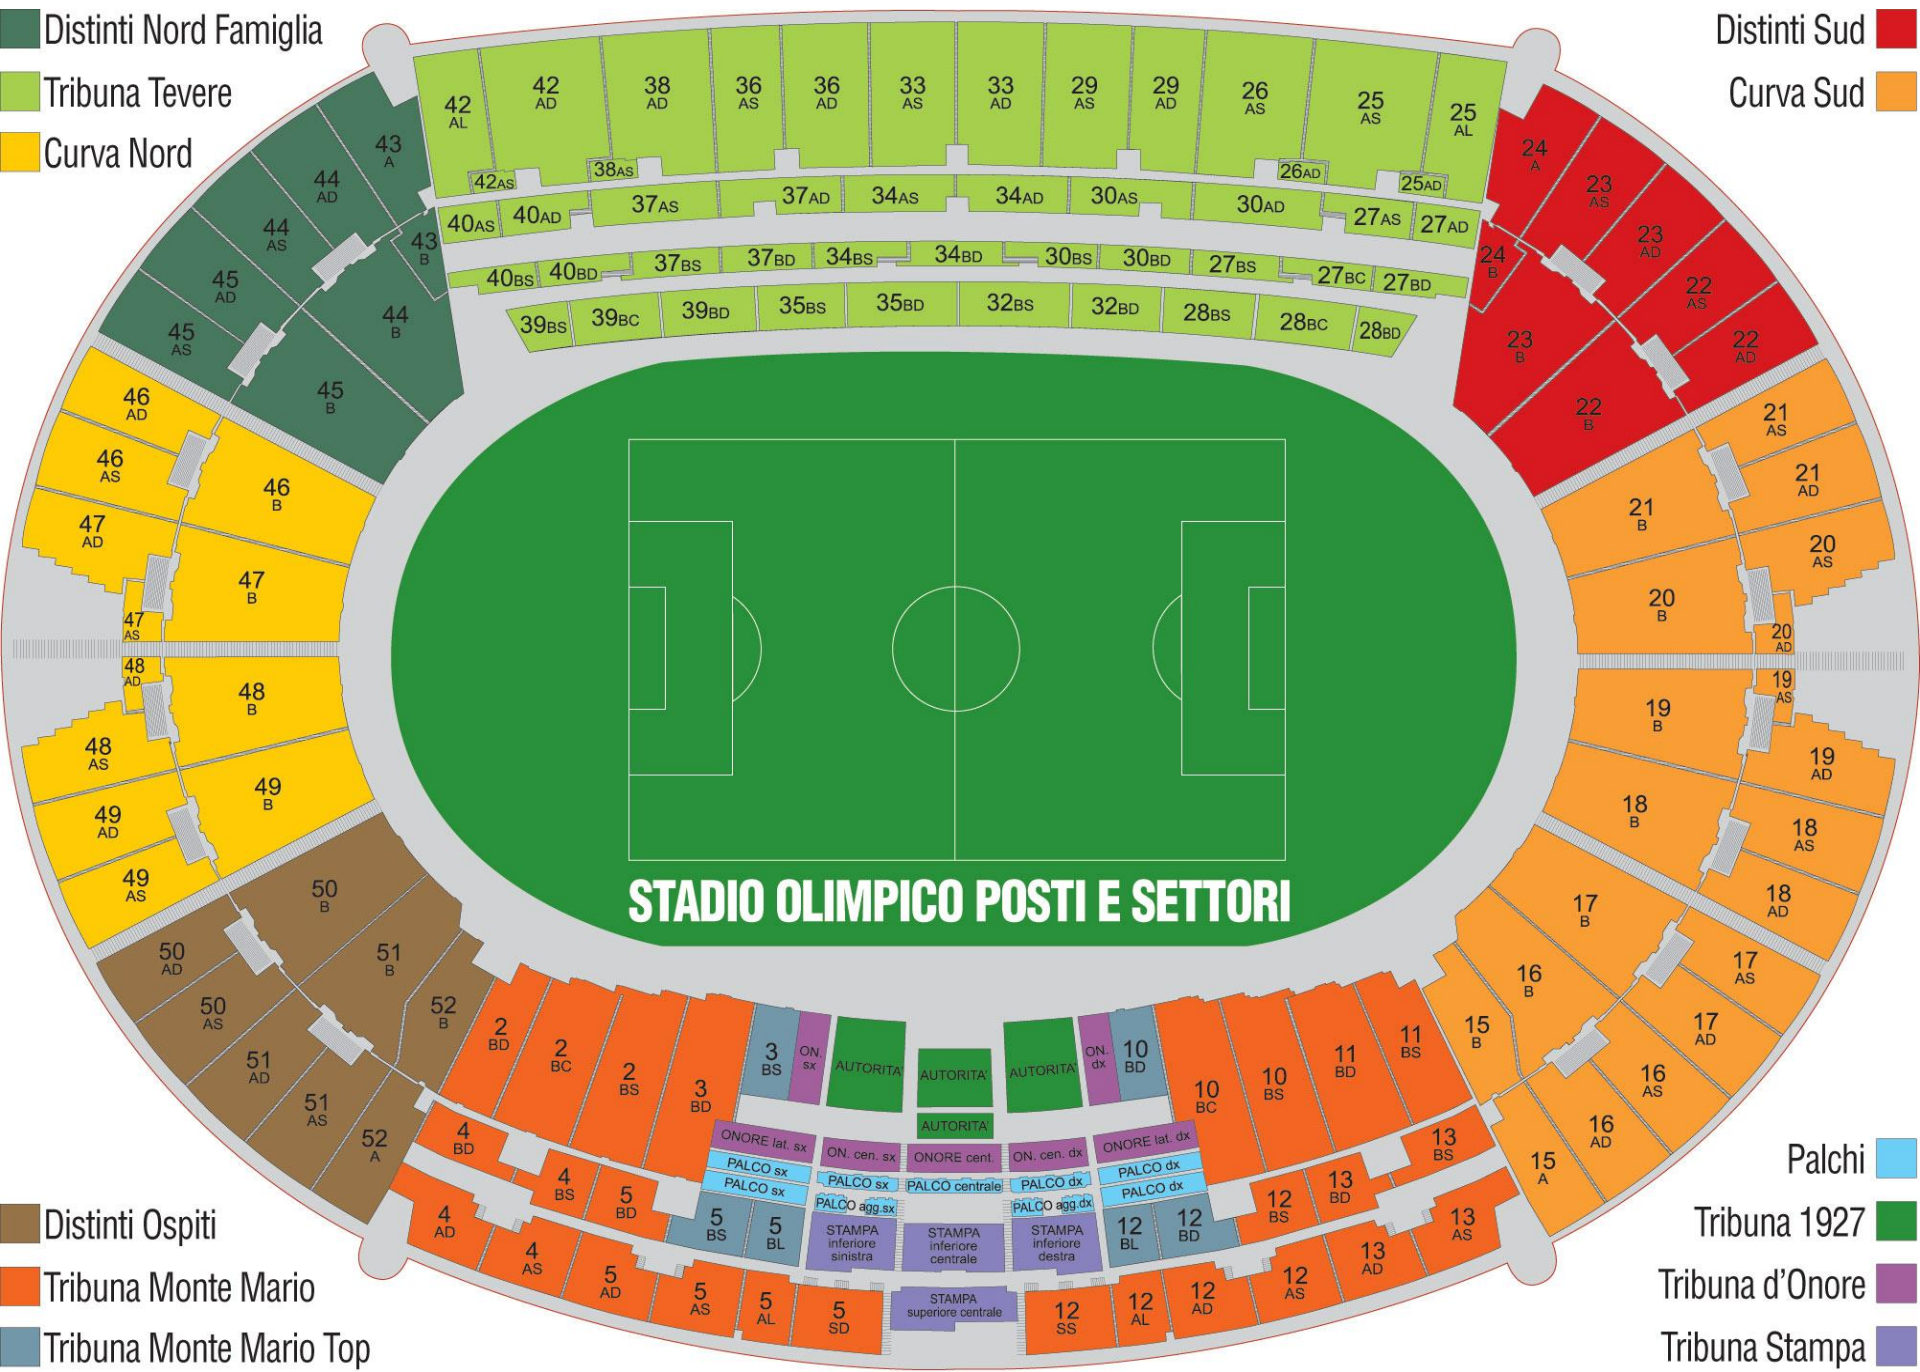 Distinti Nord Famiglia
Tribuna Tevere
Curva Nord
Distinti Sud
Curva Sud
42 AL
42 AD
38 AD
36 AS
36 AD
33 AS
33 AD
29 AS
29 AD
26 AS
25 AS
25 AL
42AS
38AS
26AD
25AD
40AS
40AD
37AS
37AD
34AS
34AD
30AS
30AD
27AS
27AD
40BS
40BD
37BS
37BD
34BS
34BD
30BS
30BD
27BS
27BC
27BD
39BS
39BC
39BD
35BS
35BD
32BS
32BD
28BS
28BC
28BD
43 A
44 AD
44 AS
43 B
45 AD
44 B
45 AS
45 B
24 A
23 AS
23 AD
24 B
22 AS
23 B
22 AD
22 B
46 AD
46 AS
46 B
47 AD
47 B
47 AS
48 AD
48 B
48 AS
49 B
49 AD
49 AS
21 AS
21 AD
21 B
20 AS
20 B
20 AD
19 AS
19 B
19 AD
18 B
18 AS
18 AD
17 B
17 AS
16 B
17 AD
15 B
16 AS
16 AD
15 A
STADIO OLIMPICO POSTI E SETTORI
50 B
50 AD
51 B
50 AS
52 B
51 AD
51 AS
52 A
2 BD
2 BC
2 BS
3 BD
3 BS
ON. sx
AUTORITA'
AUTORITA'
AUTORITA'
ON. dx
10 BD
10 BC
10 BS
11 BD
11 BS
AUTORITA'
4 BD
4 BS
5 BD
ONORE lat. sx
ON. cen. sx
ONORE cent.
ON. cen. dx
ONORE lat. dx
PALCO sx
PALCO sx
PALCO sx
PALCO centrale
PALCO dx
PALCO dx
PALCO dx
PALCO agg.sx
PALCO agg.dx
5 BS
5 BL
STAMPA
inferiore
sinistra
STAMPA
inferiore
centrale
STAMPA
inferiore
destra
12 BL
12 BD
12 BS
13 BD
13 BS
4 AD
4 AS
5 AD
5 AS
5 AL
5 SD
STAMPA
superiore centrale
12 SS
12 AL
12 AD
12 AS
13 AD
13 AS
Distinti Ospiti
Tribuna Monte Mario
Tribuna Monte Mario Top
Palchi
Tribuna 1927
Tribuna d'Onore
Tribuna Stampa